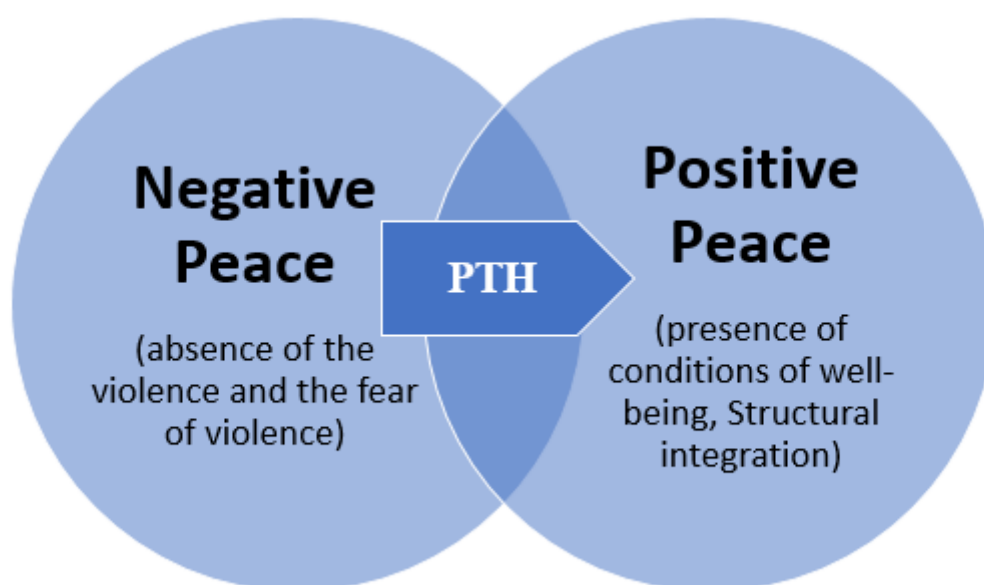 Negative
Peace
(absence of the
violence and the fear
of violence)
PTH
Positive
Peace
(presence of
conditions of well-
being, Structural
integration)